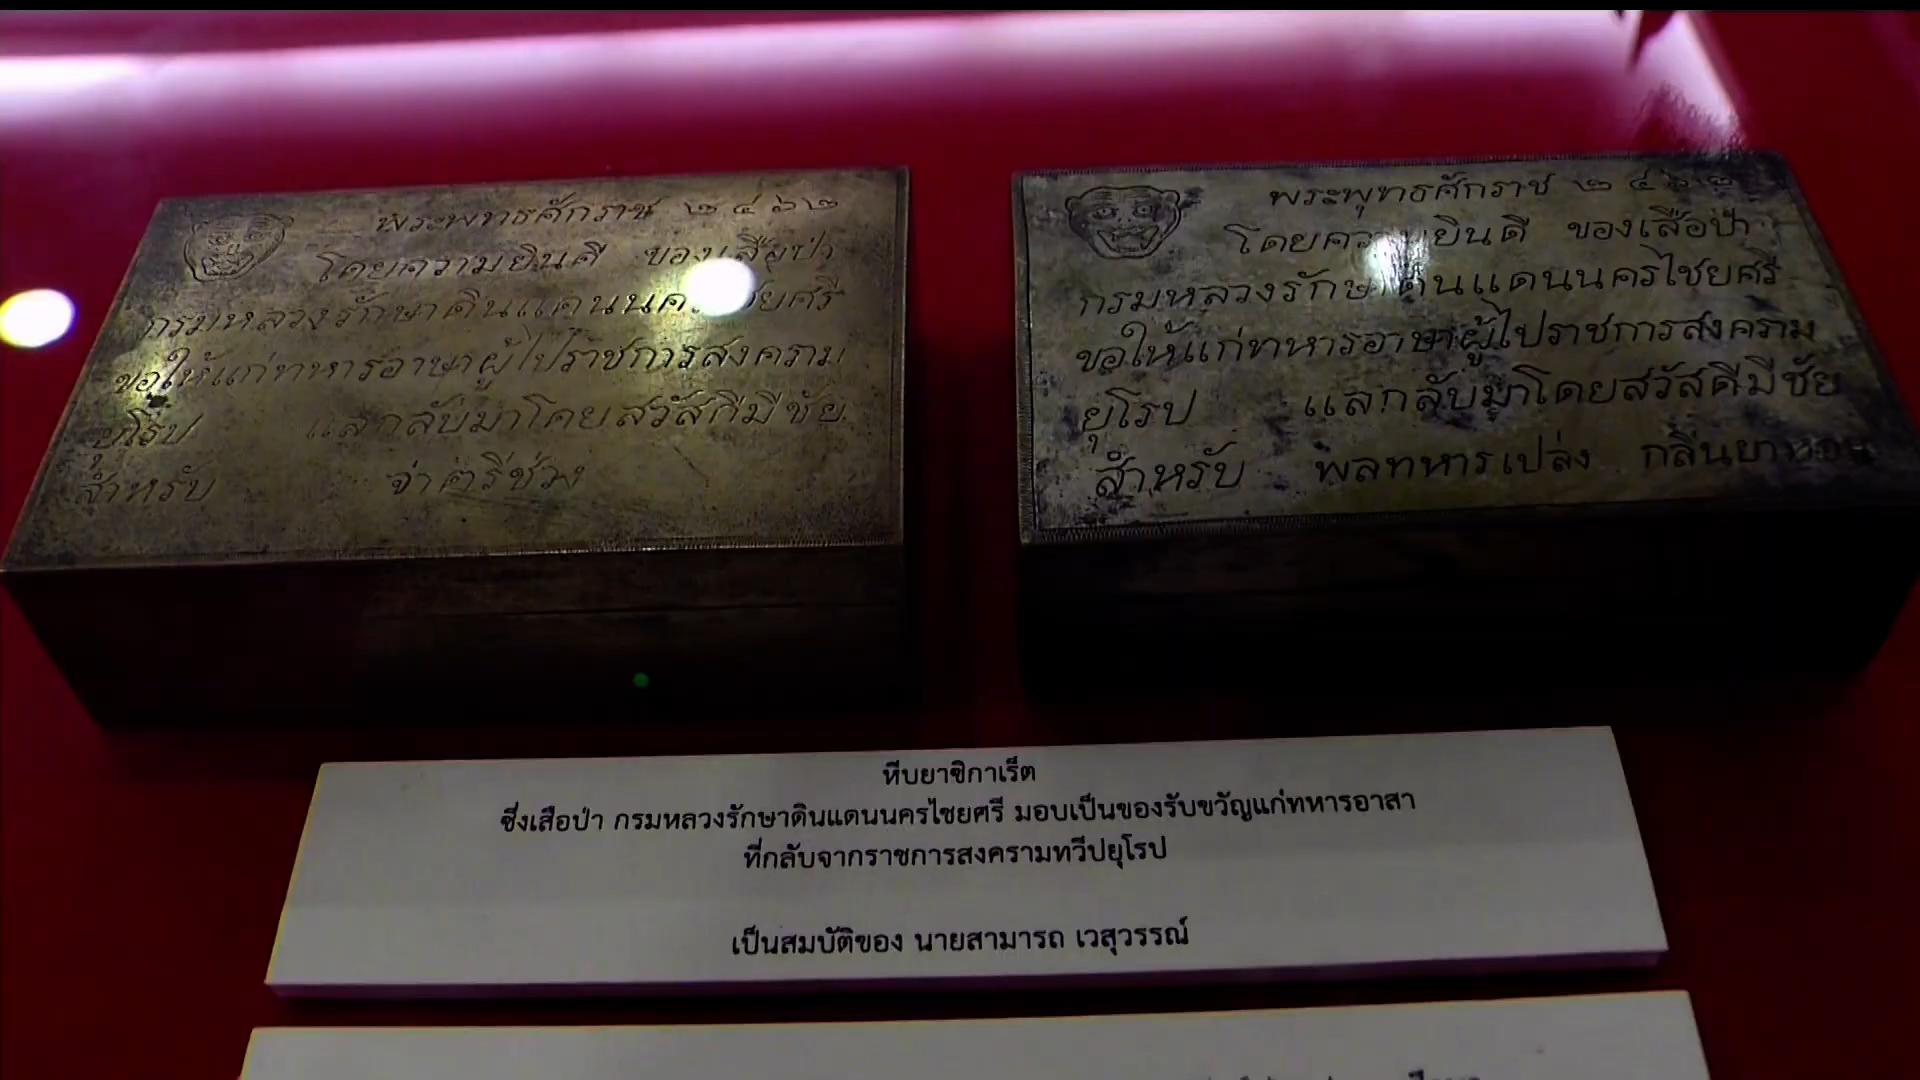 พระพุทธศักราช ๒๔๖๒
โดยความยินดี ของเสือป่า
กรมหลวงรักษาดินแดนนครไชยศรี
ขอให้แก่ทหารอาษาผู้ไปราชการสงคราม
ยุโรป แลกลับมาโดยสวัสดีมีชัย
สำหรับ จ่าตรีช่วง
พระพุทธศักราช ๒๔๖๒
โดยความยินดี ของเสือป่า
กรมหลวงรักษาดินแดนนครไชยศรี
ขอให้แก่ทหารอาษาผู้ไปราชการสงคราม
ยุโรป แลกลับมาโดยสวัสดีมีชัย
สำหรับ พลทหารเปล่ง
หีบยาซิกาเร็ต
ซึ่งเสือป่า กรมหลวงรักษาดินแดนนครไชยศรี มอบเป็นของรับขวัญแก่ทหารอาสา
ที่กลับจากราชการสงครามทวีปยุโรป
เป็นสมบัติของ นายสามารถ เวสุวรรณ์